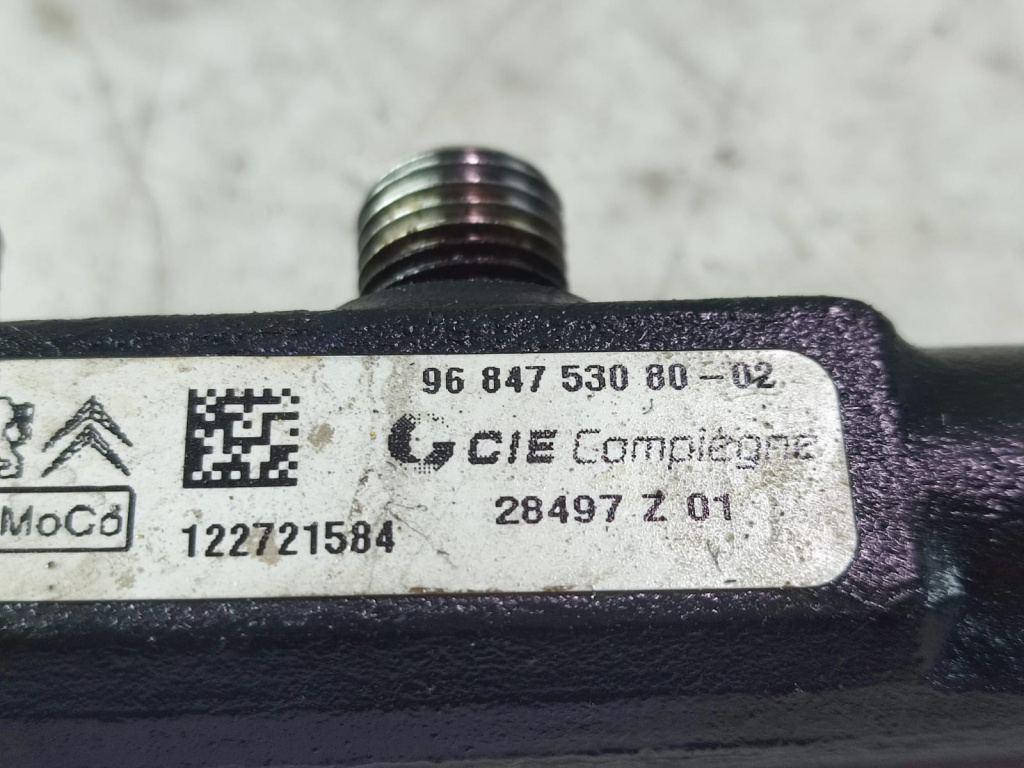 96 847 530 80-02
CIE Compiègne
28497 Z 01
MoCo
122721584